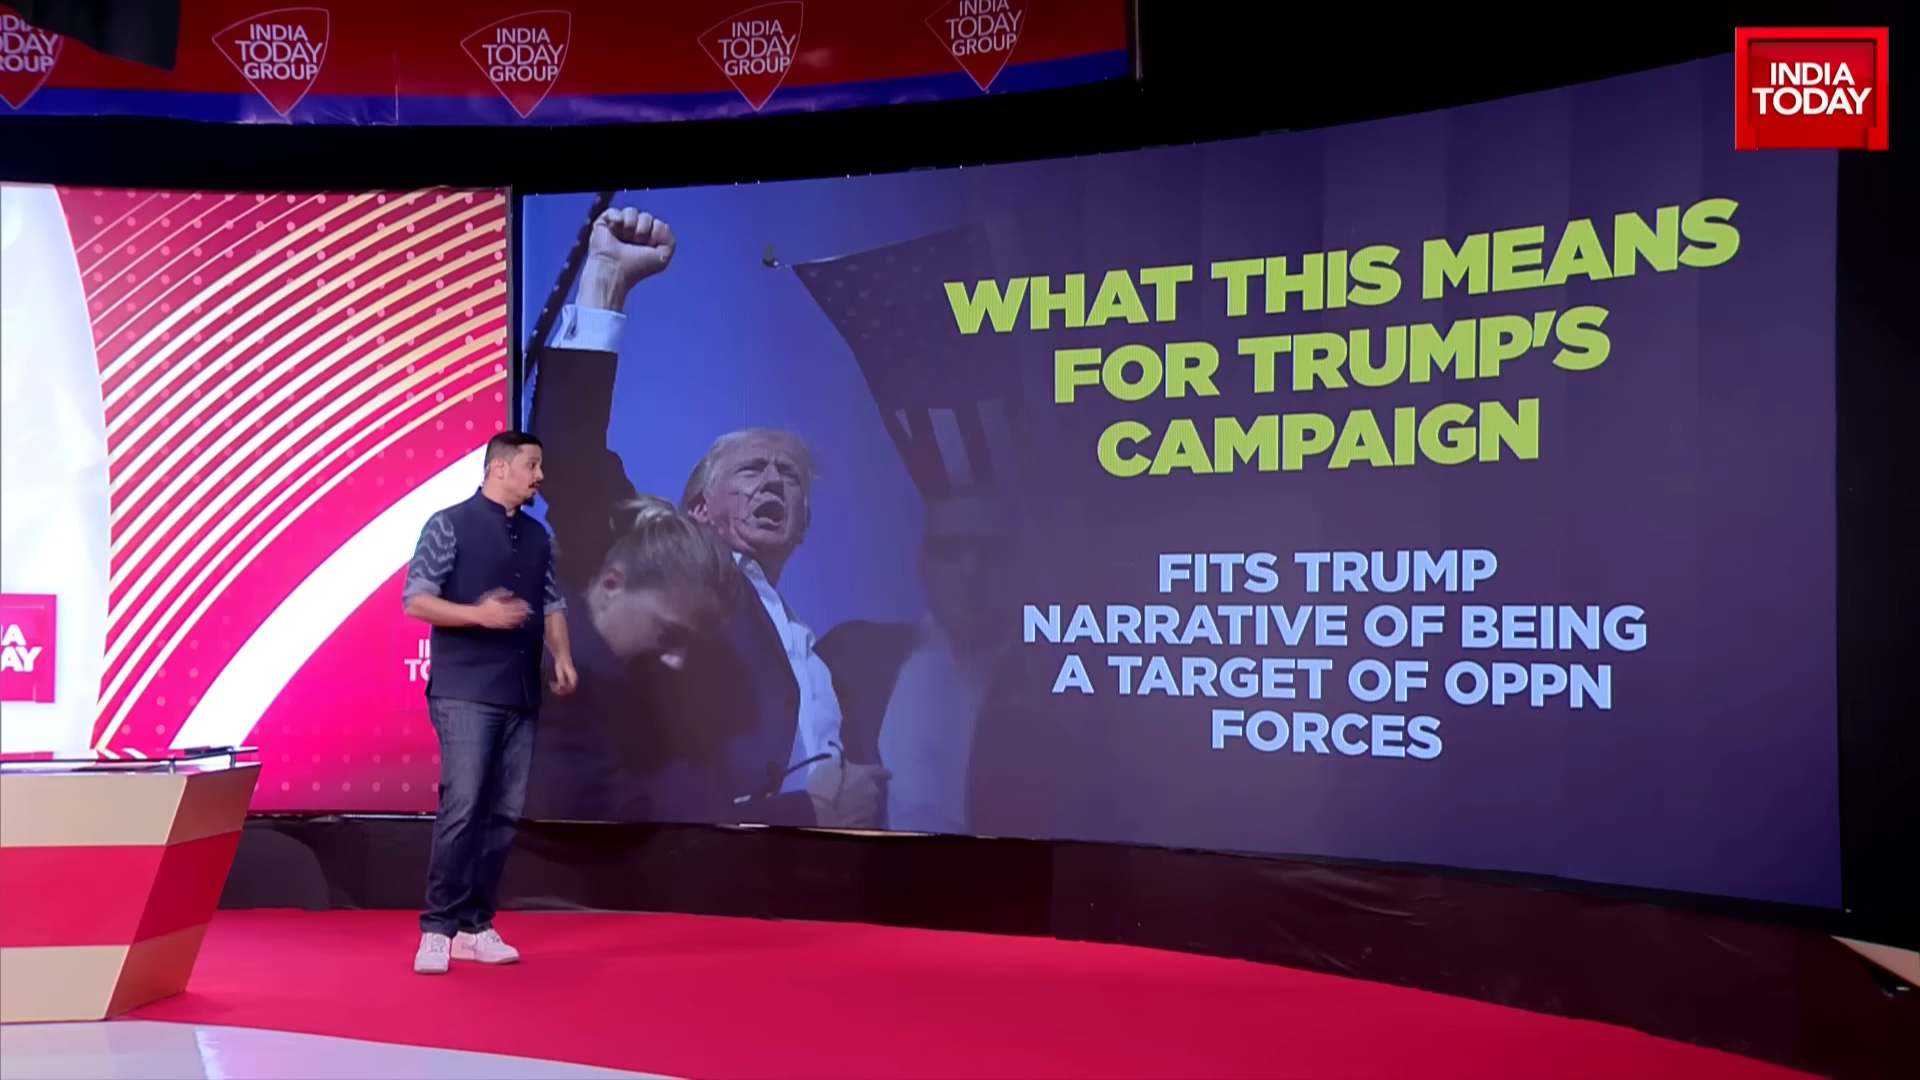 INDIA
TODAY
GROUP
INDIA
TODAY
GROUP
INDIA
TODAY
GROUP
INDIA
TODAY
GROUP
INDIA
TODAY
WHAT THIS MEANS
FOR TRUMP'S
CAMPAIGN
FITS TRUMP
NARRATIVE OF BEING
A TARGET OF OPPN
FORCES